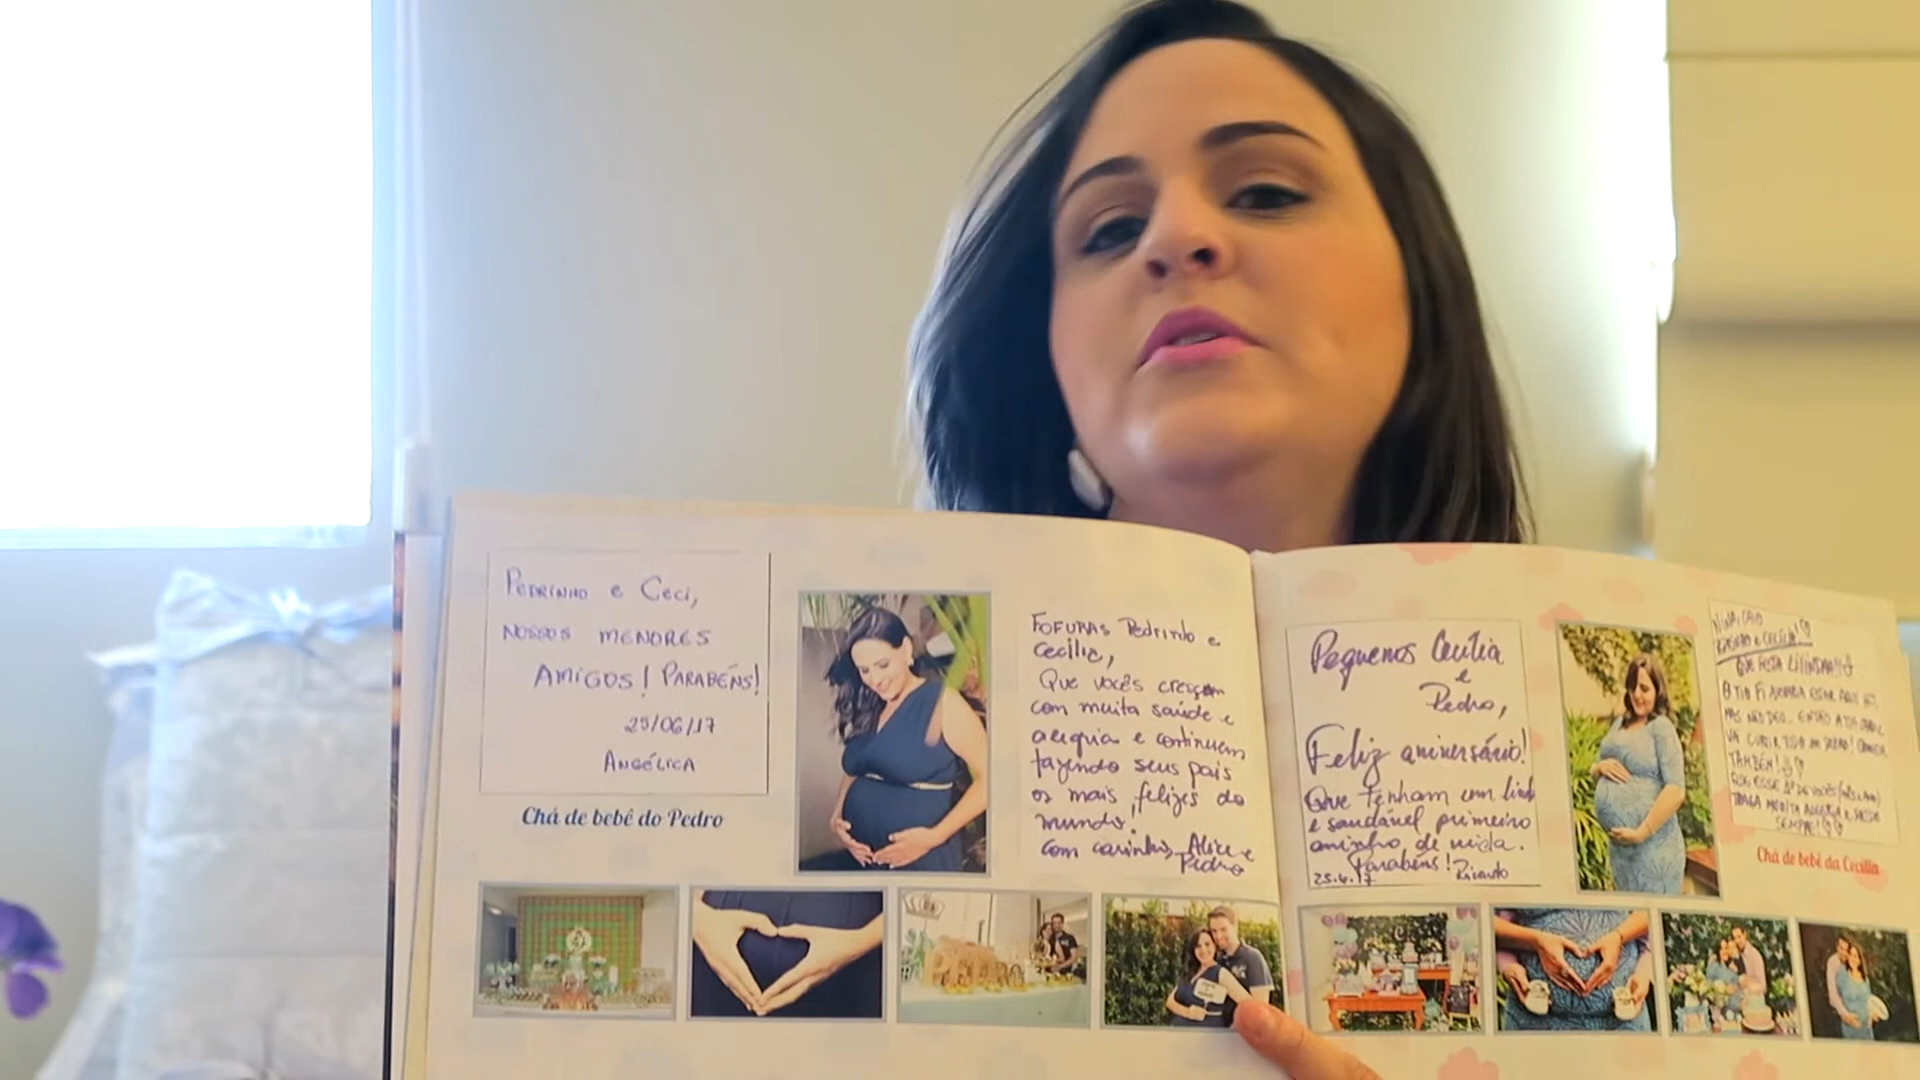 PEDRINHO e CECI,
NOSSOS MENORES
AMIGOS! PARABÉNS!
25/06/17
ANGÉLICA
Chá de bebê do Pedro
FOFURAS Pedrinho e
Cecília,
Que vocês cresçam
com muita saúde e
alegria e continuem
fazendo seus pais
os mais felizes do
mundo.
Com carinho, Alice e
Pedro
Pequenos Cecília
e
Pedro,
Feliz aniversário!
Que tenham um lindo
e saudável primeiro
aninho de vida.
Parabéns!
25.6.17 Ricardo
QUE FESTA LINDA!!
TAMBÉM!
SEMPRE!
Chá de bebê da Cecília